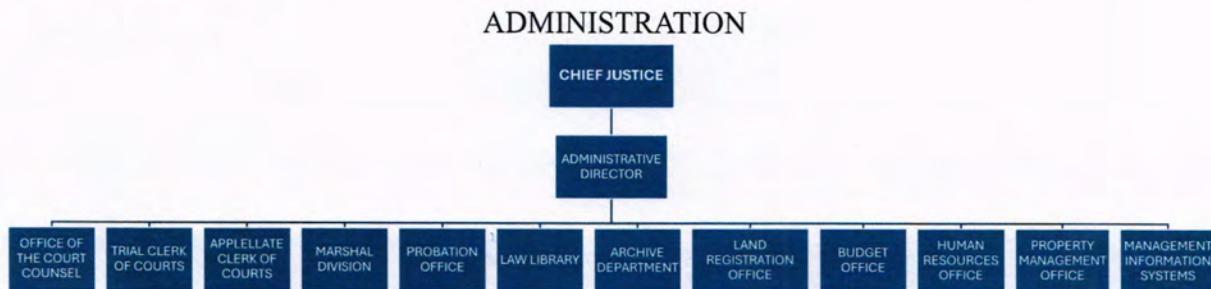 ADMINISTRATION
CHIEF JUSTICE
ADMINISTRATIVE
DIRECTOR
OFFICE OF
THE COURT
COUNSEL
TRIAL CLERK
OF COURTS
APPLELLATE
CLERK OF
COURTS
MARSHAL
DIVISION
PROBATION
OFFICE
LAW LIBRARY
ARCHIVE
DEPARTMENT
LAND
REGISTRATION
OFFICE
BUDGET
OFFICE
HUMAN
RESOURCES
OFFICE
PROPERTY
MANAGEMENT
OFFICE
MANAGEMENT
INFORMATION
SYSTEMS